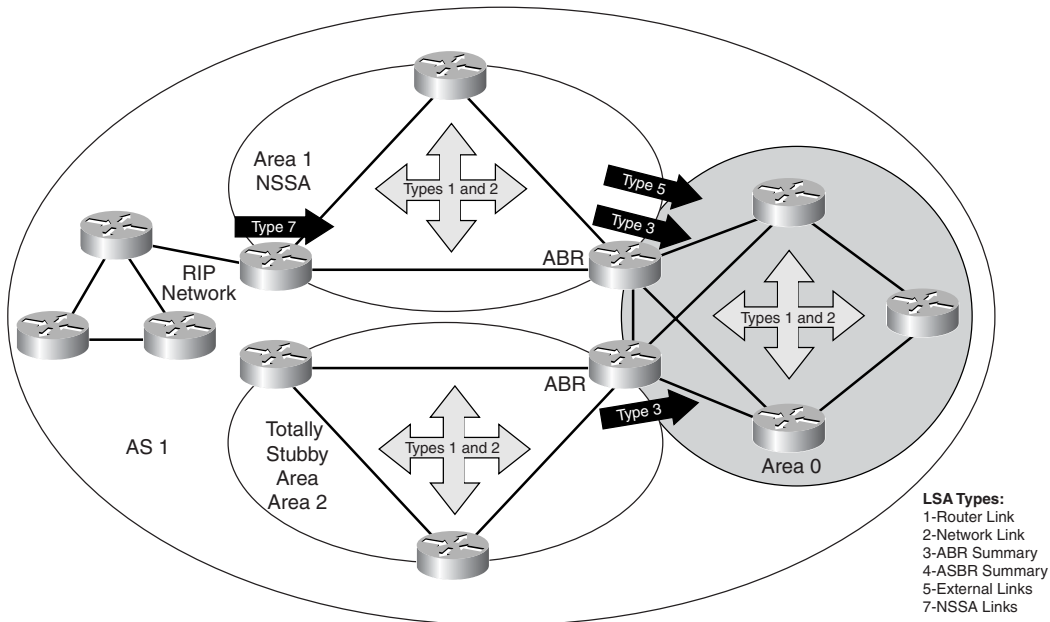 Area 1
NSSA
Types 1 and 2
Type 7
Type 5
Type 3
ABR
RIP
Network
Types 1 and 2
ABR
Type 3
AS 1
Totally
Stubby
Area
Area 2
Types 1 and 2
Area 0
LSA Types:
1-Router Link
2-Network Link
3-ABR Summary
4-ASBR Summary
5-External Links
7-NSSA Links